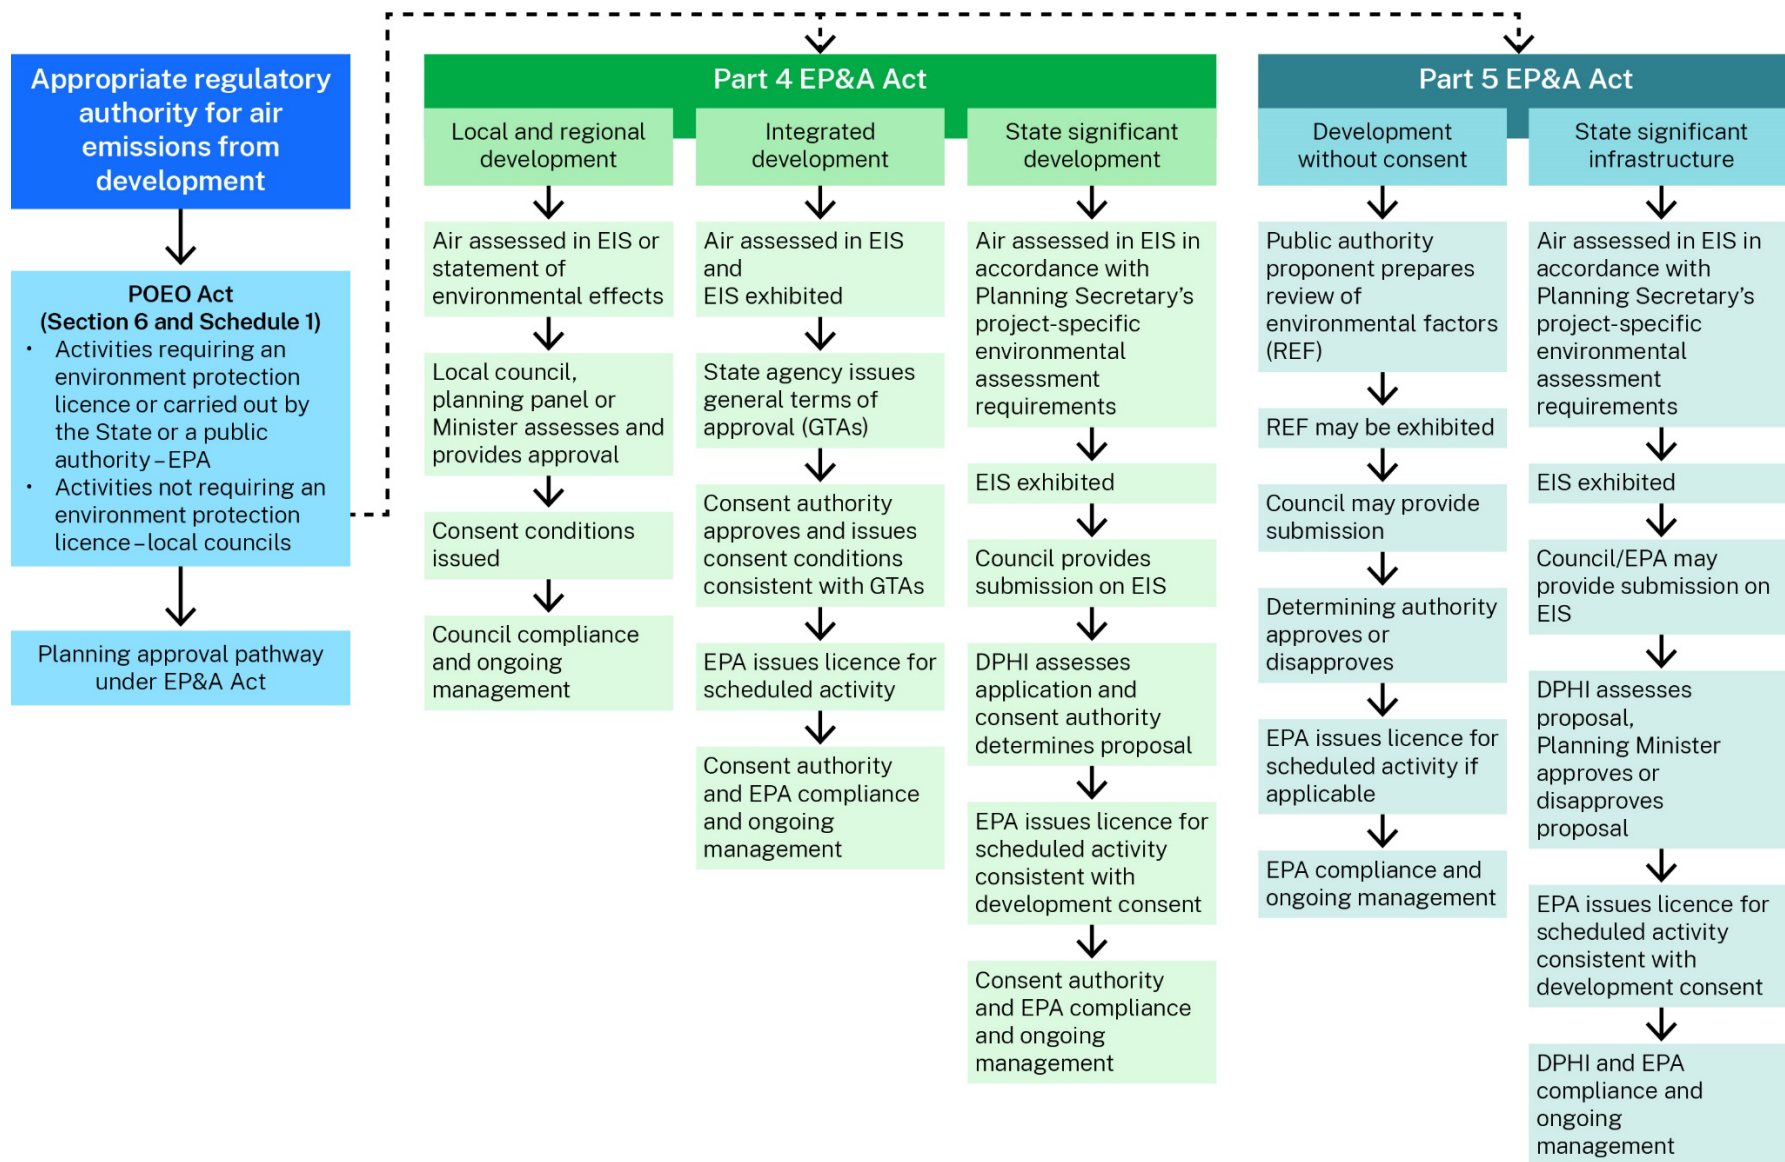 Appropriate regulatory
authority for air
emissions from
development
POEO Act
(Section 6 and Schedule 1)
• Activities requiring an
environment protection
licence or carried out by
the State or a public
authority – EPA
• Activities not requiring an
environment protection
licence – local councils
Planning approval pathway
under EP&A Act
Part 4 EP&A Act
Local and regional
development
Air assessed in EIS or
statement of
environmental effects
Local council,
planning panel or
Minister assesses and
provides approval
Consent conditions
issued
Council compliance
and ongoing
management
Integrated
development
Air assessed in EIS
and
EIS exhibited
State agency issues
general terms of
approval (GTAs)
Consent authority
approves and issues
consent conditions
consistent with GTAs
EPA issues licence for
scheduled activity
Consent authority
and EPA compliance
and ongoing
management
State significant
development
Air assessed in EIS in
accordance with
Planning Secretary’s
project-specific
environmental
assessment
requirements
EIS exhibited
Council provides
submission on EIS
DPHI assesses
application and
consent authority
determines proposal
EPA issues licence for
scheduled activity
consistent with
development consent
Consent authority
and EPA compliance
and ongoing
management
Part 5 EP&A Act
Development
without consent
Public authority
proponent prepares
review of
environmental factors
(REF)
REF may be exhibited
Council may provide
submission
Determining authority
approves or
disapproves
EPA issues licence for
scheduled activity if
applicable
EPA compliance and
ongoing management
State significant
infrastructure
Air assessed in EIS in
accordance with
Planning Secretary’s
project-specific
environmental
assessment
requirements
EIS exhibited
Council/EPA may
provide submission on
EIS
DPHI assesses
proposal,
Planning Minister
approves or
disapproves
proposal
EPA issues licence for
scheduled activity
consistent with
development consent
DPHI and EPA
compliance and
ongoing
management